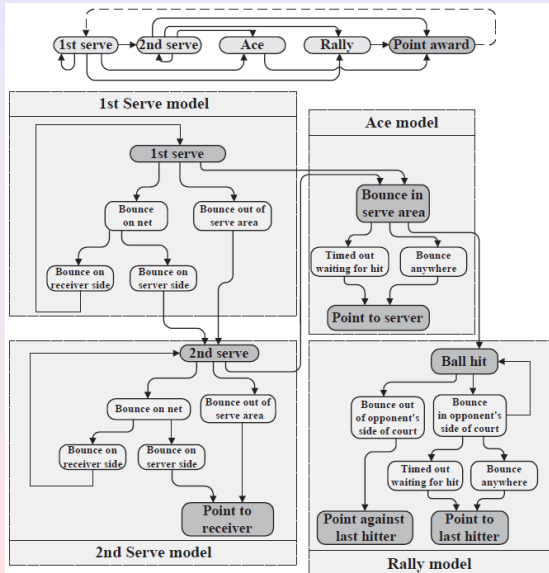 1st serve
2nd serve
Ace
Rally
Point award
1st Serve model
1st serve
Bounce
on net
Bounce out of
serve area
Bounce on
receiver side
Bounce on
server side
Ace model
Bounce in
serve area
Timed out
waiting for hit
Bounce
anywhere
Point to server
2nd serve
Bounce on net
Bounce out of
serve area
Bounce on
receiver side
Bounce on
server side
Point to
receiver
2nd Serve model
Ball hit
Bounce out
of opponent's
side of court
Bounce
in opponent's
side of court
Timed out
waiting for hit
Bounce
anywhere
Point against
last hitter
Point to
last hitter
Rally model